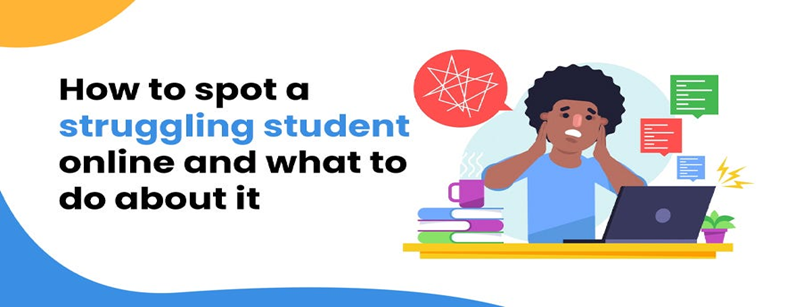 How to spot a
struggling student
online and what to
do about it